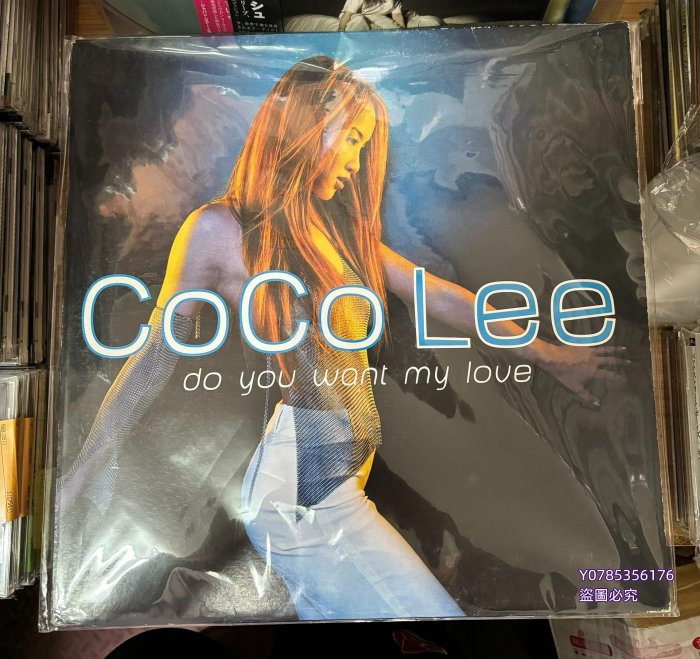 CoCo Lee
do you want my love
Y0785356176
盜圖必究